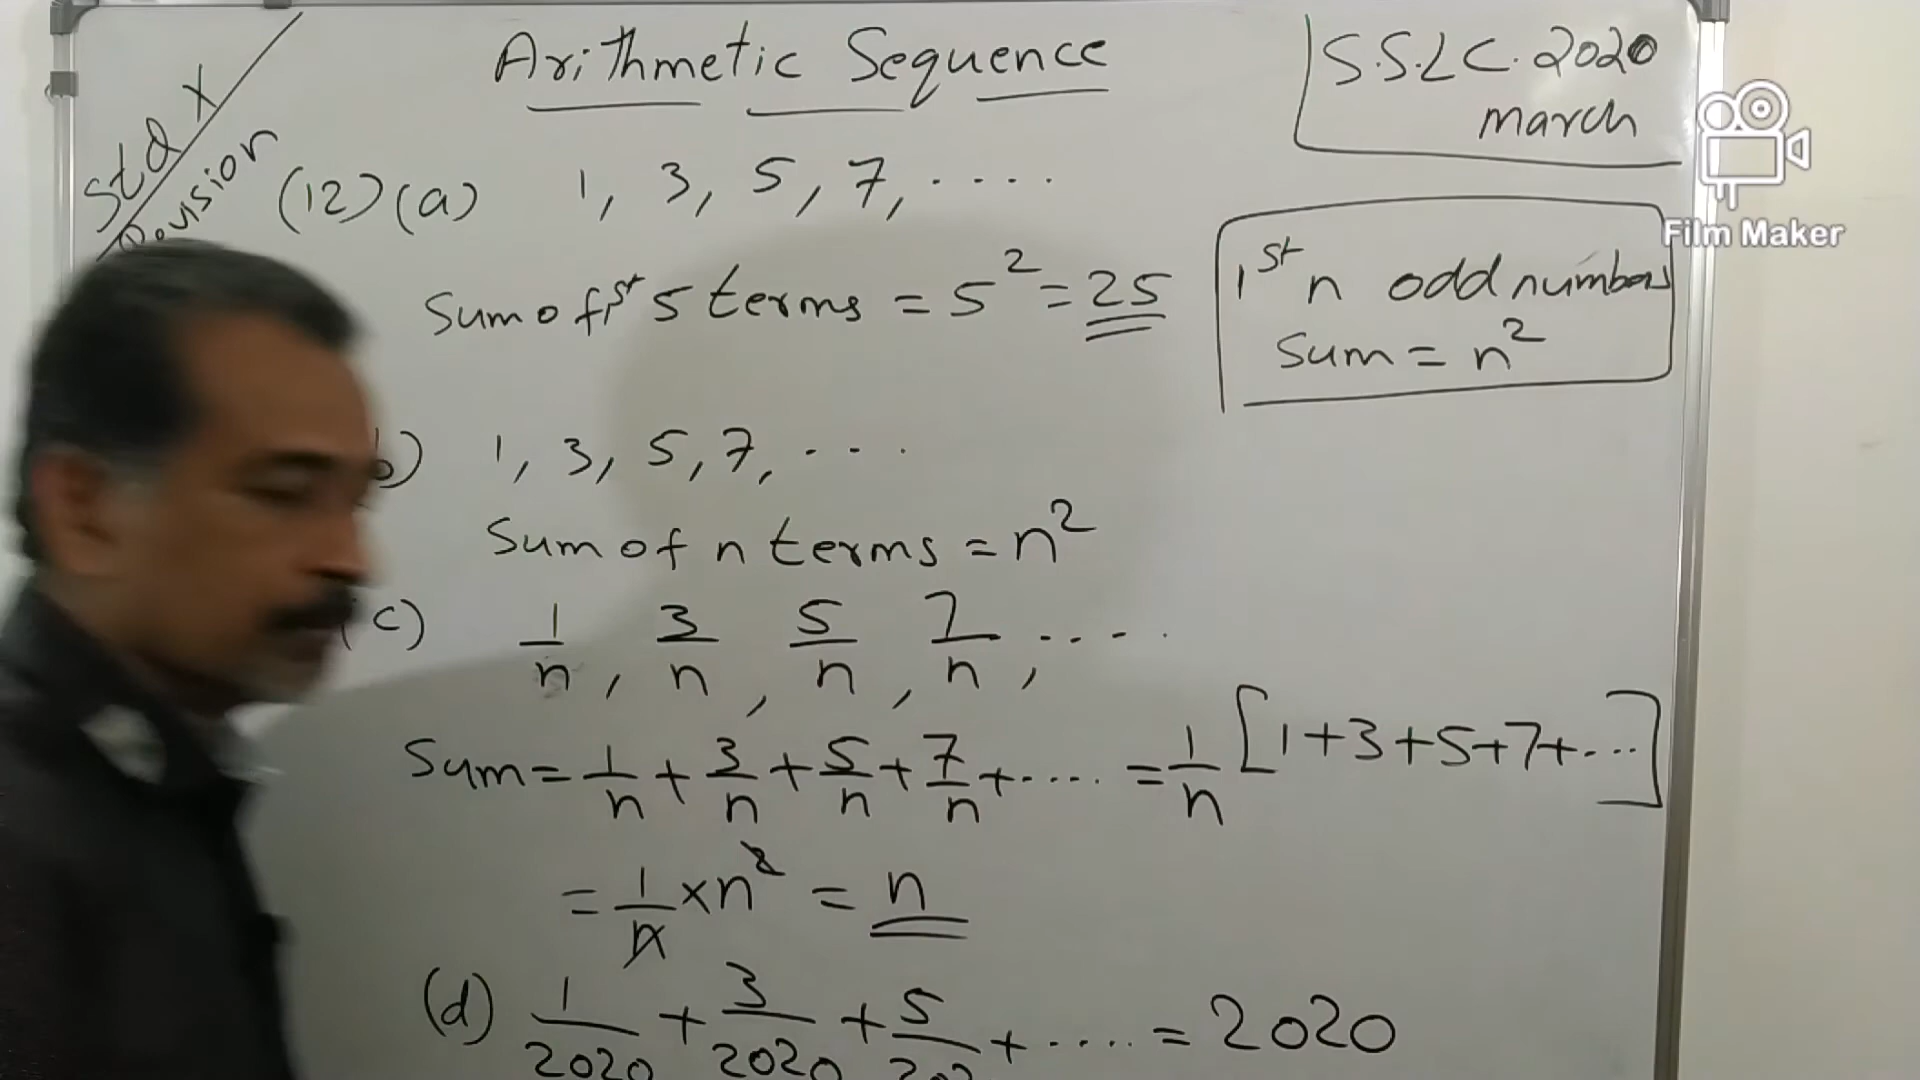 Arithmetic Sequence
S.S.L.C. 2020
march
Std X
Revision
Film Maker
(12) (a) 1, 3, 5, 7, ....
Sum of 1st 5 terms = 5² = 25
1st n odd numbers
Sum = n²
b) 1, 3, 5, 7, ...
Sum of n terms = n²
(c) 1/n, 3/n, 5/n, 7/n, ....
Sum = 1/n + 3/n + 5/n + 7/n + .... = 1/n [1+3+5+7+...]
= 1/n × n² = n
(d) 1/2020 + 3/2020 + 5/202 + .... = 2020